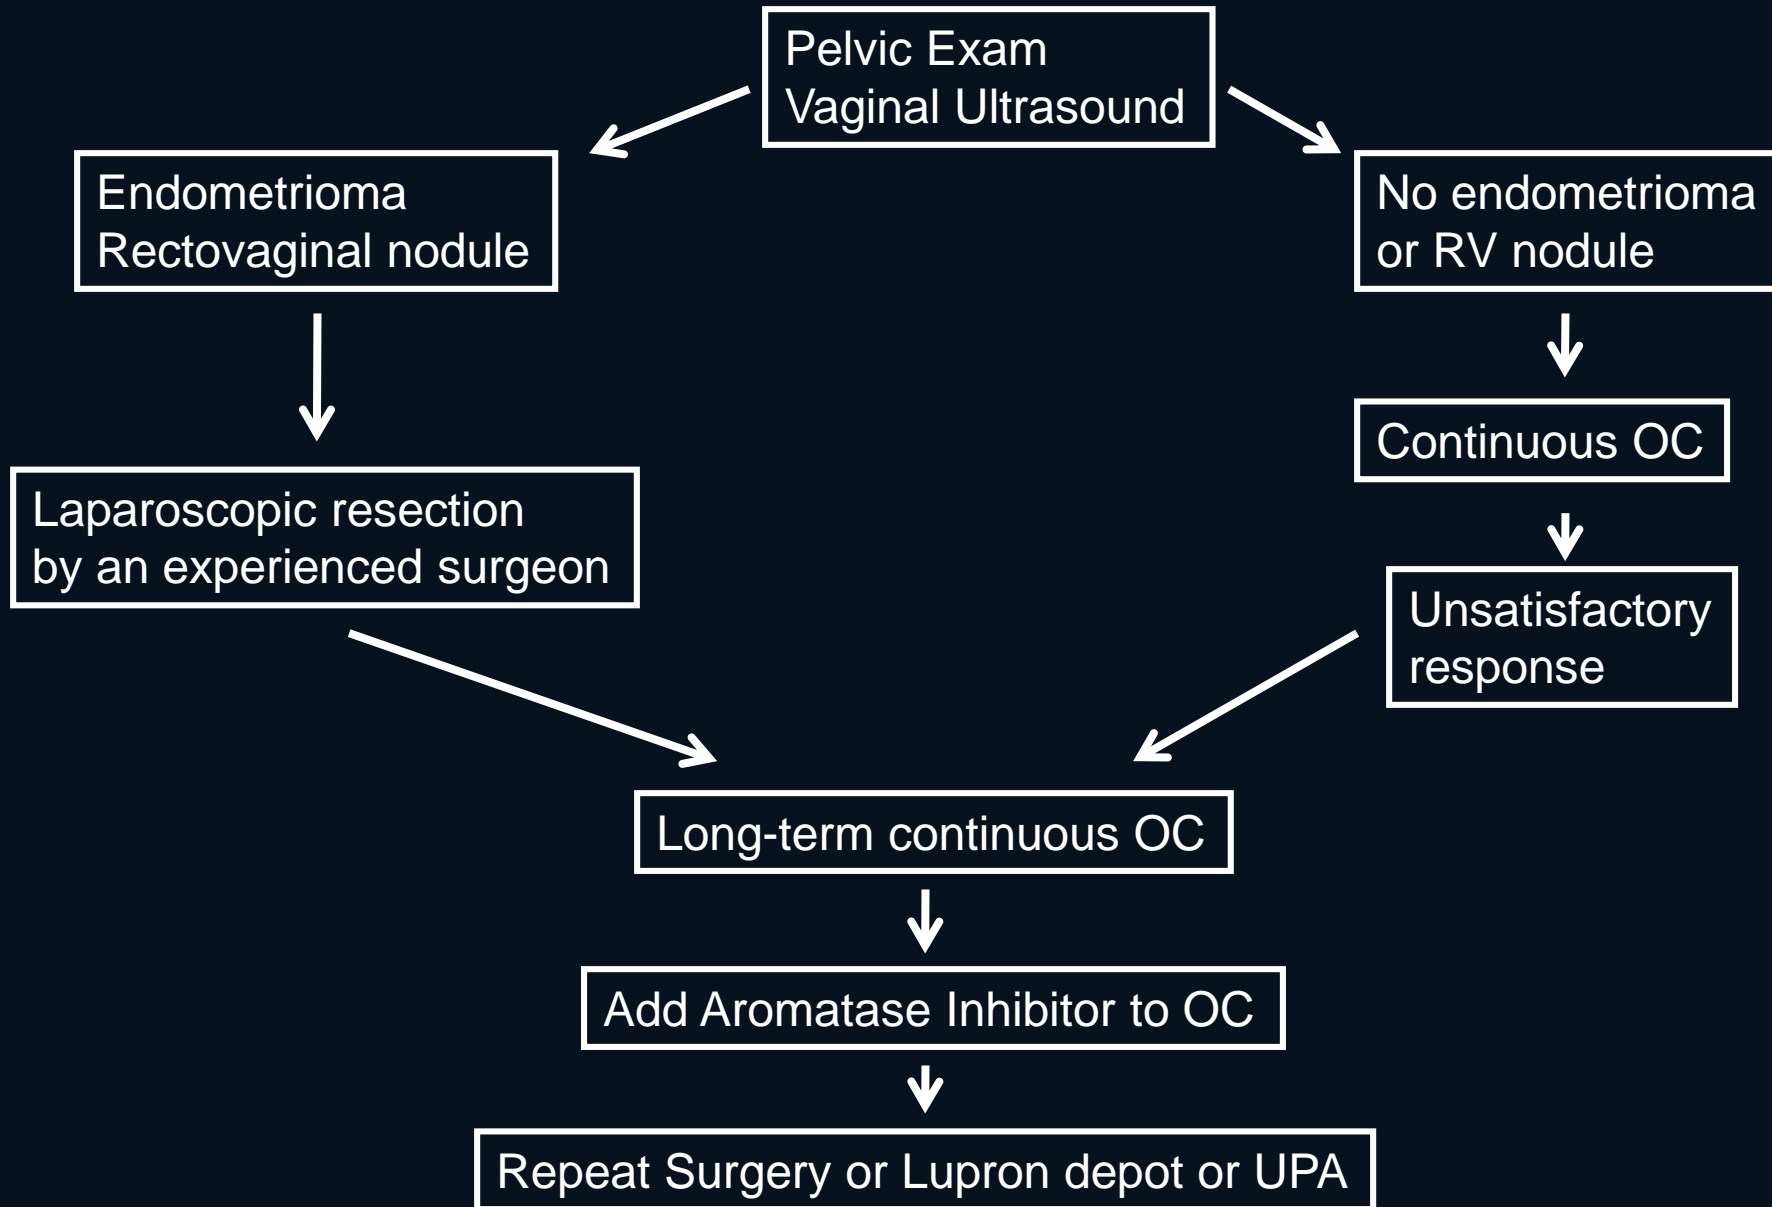 Pelvic Exam
Vaginal Ultrasound
Endometrioma
Rectovaginal nodule
No endometrioma
or RV nodule
Continuous OC
Laparoscopic resection
by an experienced surgeon
Unsatisfactory
response
Long-term continuous OC
Add Aromatase Inhibitor to OC
Repeat Surgery or Lupron depot or UPA